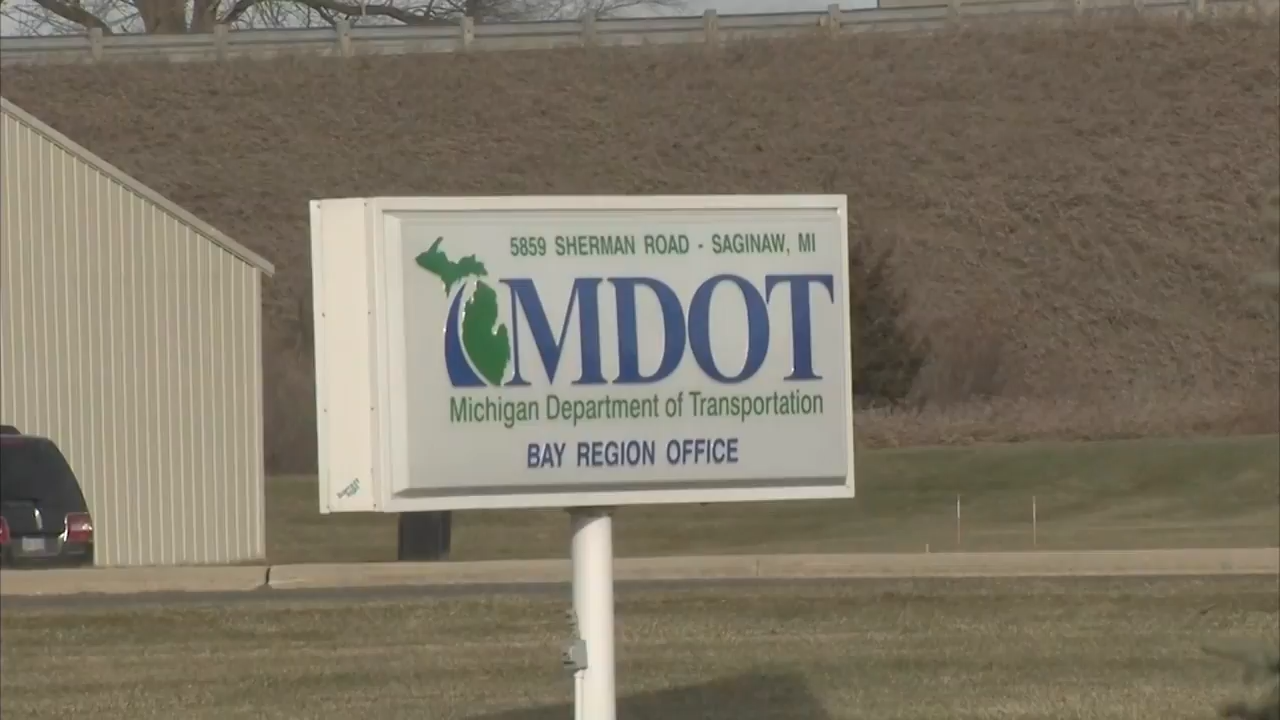 5859 SHERMAN ROAD - SAGINAW, MI
MDOT
Michigan Department of Transportation
BAY REGION OFFICE